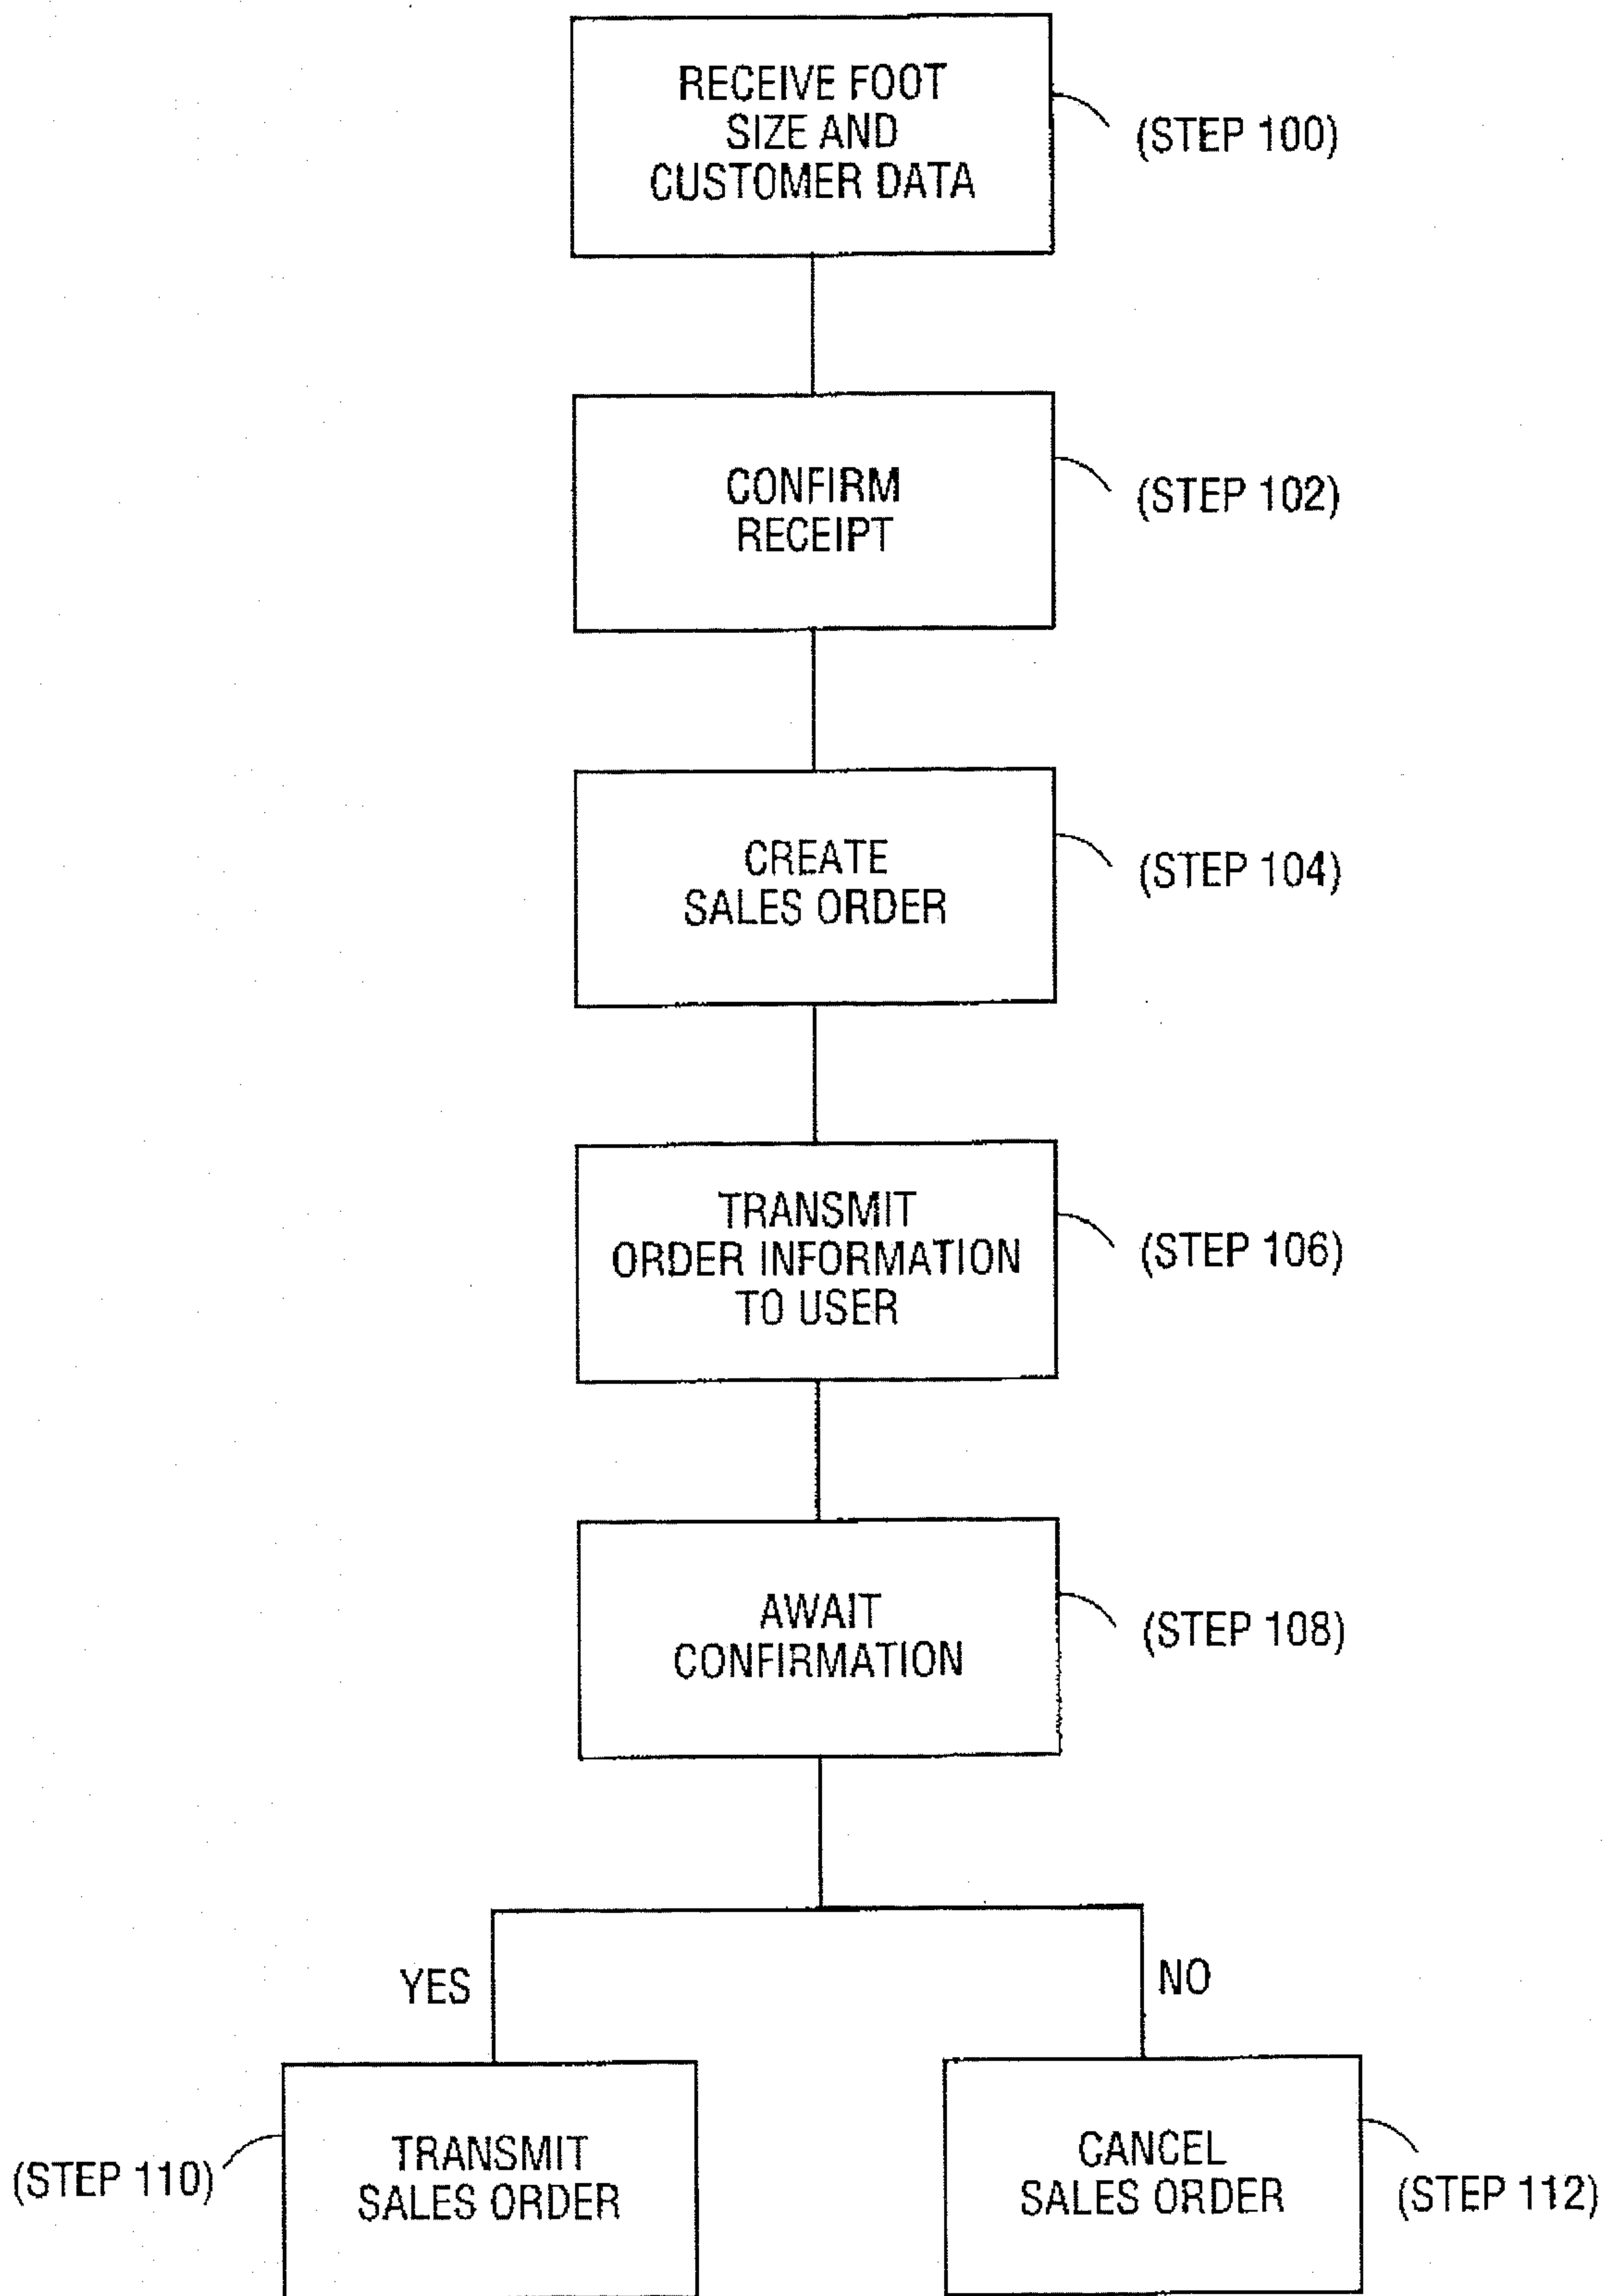 RECEIVE FOOT
SIZE AND
CUSTOMER DATA
(STEP 100)
CONFIRM
RECEIPT
(STEP 102)
CREATE
SALES ORDER
(STEP 104)
TRANSMIT
ORDER INFORMATION
TO USER
(STEP 106)
AWAIT
CONFIRMATION
(STEP 108)
YES
NO
(STEP 110)
TRANSMIT
SALES ORDER
CANCEL
SALES ORDER
(STEP 112)